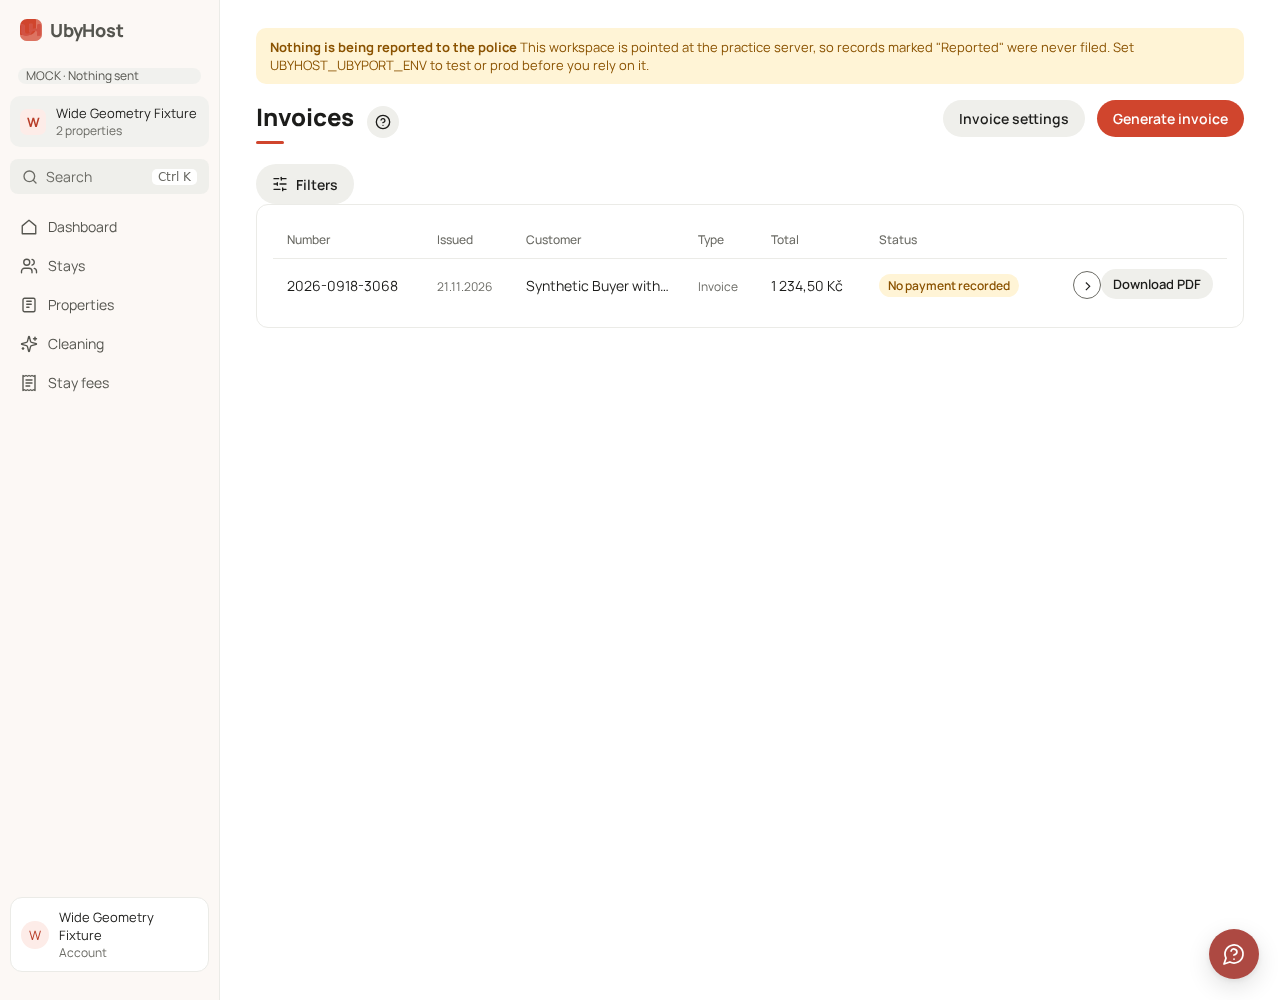 UbyHost
MOCK · Nothing sent
W
Wide Geometry Fixture
2 properties
Search
Ctrl K
Dashboard
Stays
Properties
Cleaning
Stay fees
W
Wide Geometry
Fixture
Account
Nothing is being reported to the police This workspace is pointed at the practice server, so records marked "Reported" were never filed. Set
UBYHOST_UBYPORT_ENV to test or prod before you rely on it.
Invoices
Invoice settings
Generate invoice
Filters
Number Issued Customer Type Total Status
2026-0918-3068 21.11.2026 Synthetic Buyer with... Invoice 1 234,50 Kč No payment recorded Download PDF